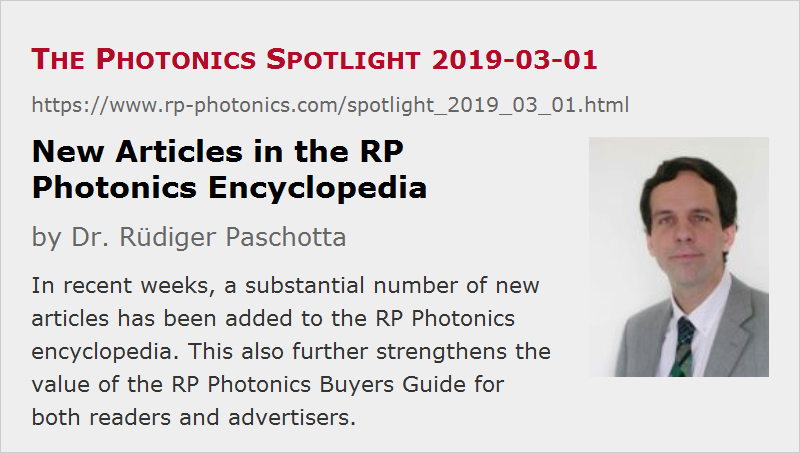 The Photonics Spotlight 2019-03-01
https://www.rp-photonics.com/spotlight_2019_03_01.html
New Articles in the RP
Photonics Encyclopedia
by Dr. Rüdiger Paschotta
In recent weeks, a substantial number of new
articles has been added to the RP Photonics
encyclopedia. This also further strengthens the
value of the RP Photonics Buyers Guide for
both readers and advertisers.